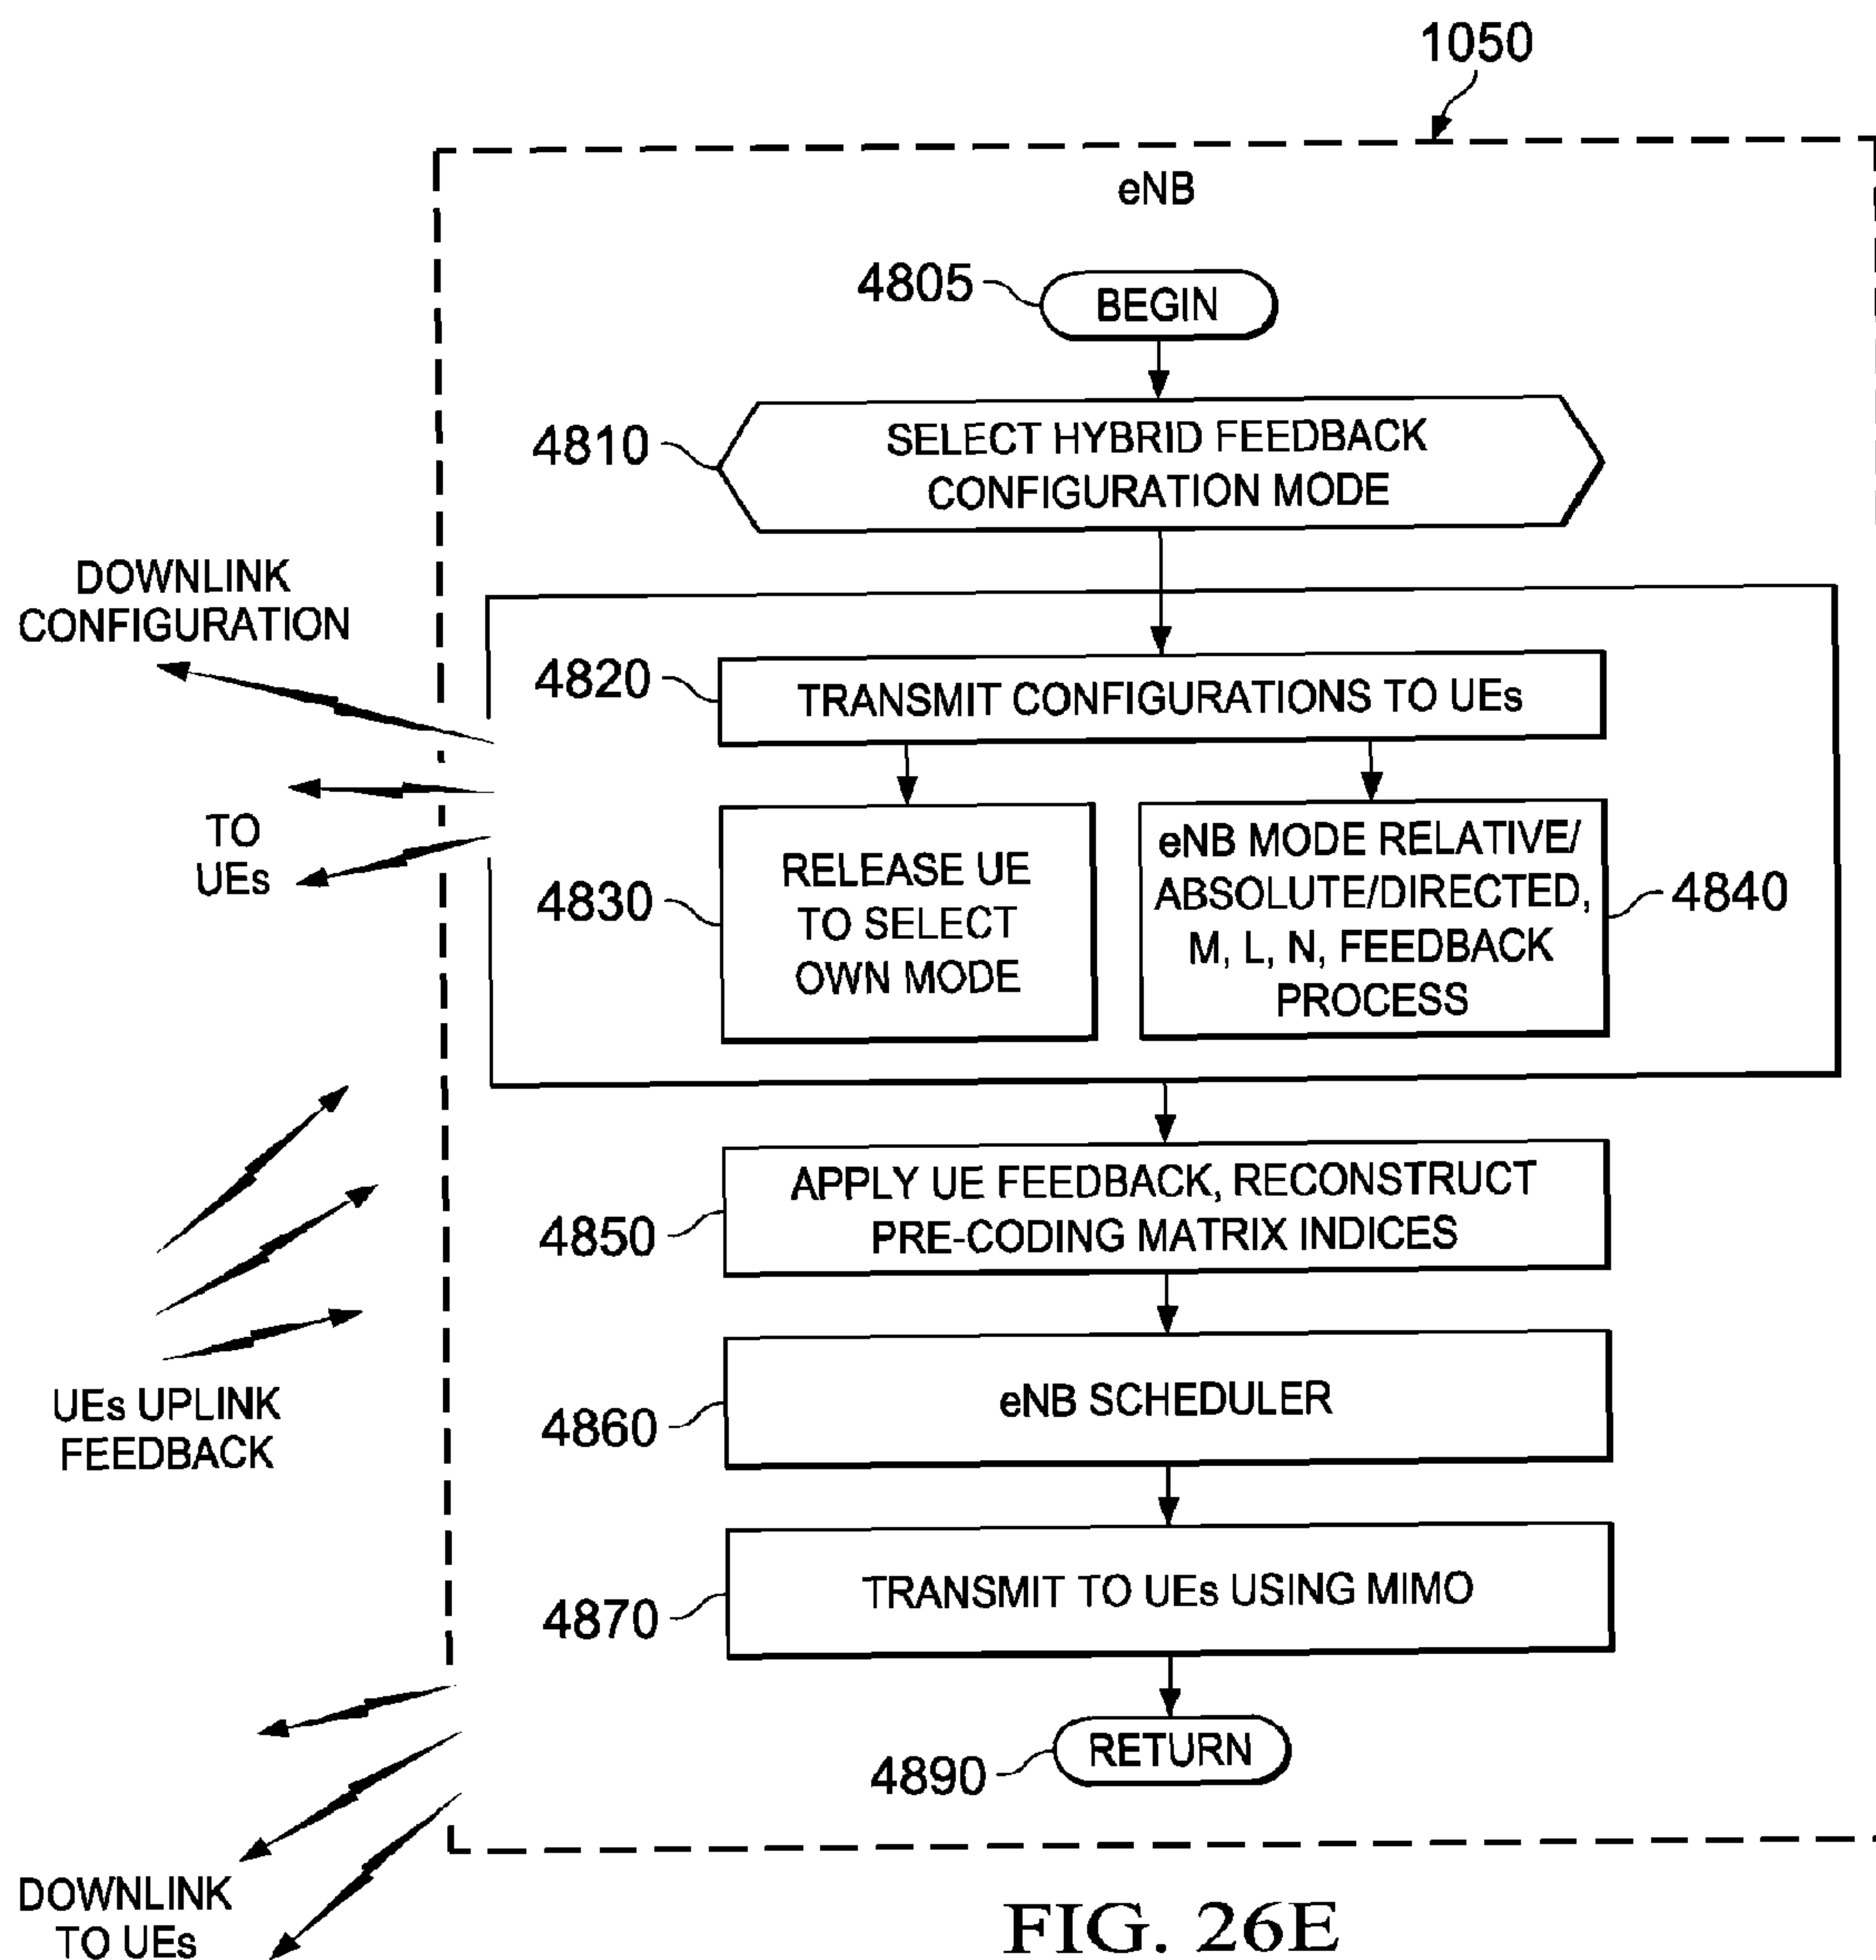 1050
eNB
4805
BEGIN
4810
SELECT HYBRID FEEDBACK
CONFIGURATION MODE
DOWNLINK
CONFIGURATION
4820
TRANSMIT CONFIGURATIONS TO UEs
TO
UEs
4830
RELEASE UE
TO SELECT
OWN MODE
eNB MODE RELATIVE/
ABSOLUTE/DIRECTED,
M, L, N, FEEDBACK
PROCESS
4840
4850
APPLY UE FEEDBACK, RECONSTRUCT
PRE-CODING MATRIX INDICES
UEs UPLINK
FEEDBACK
4860
eNB SCHEDULER
4870
TRANSMIT TO UEs USING MIMO
4890
RETURN
DOWNLINK
TO UEs
FIG. 26E